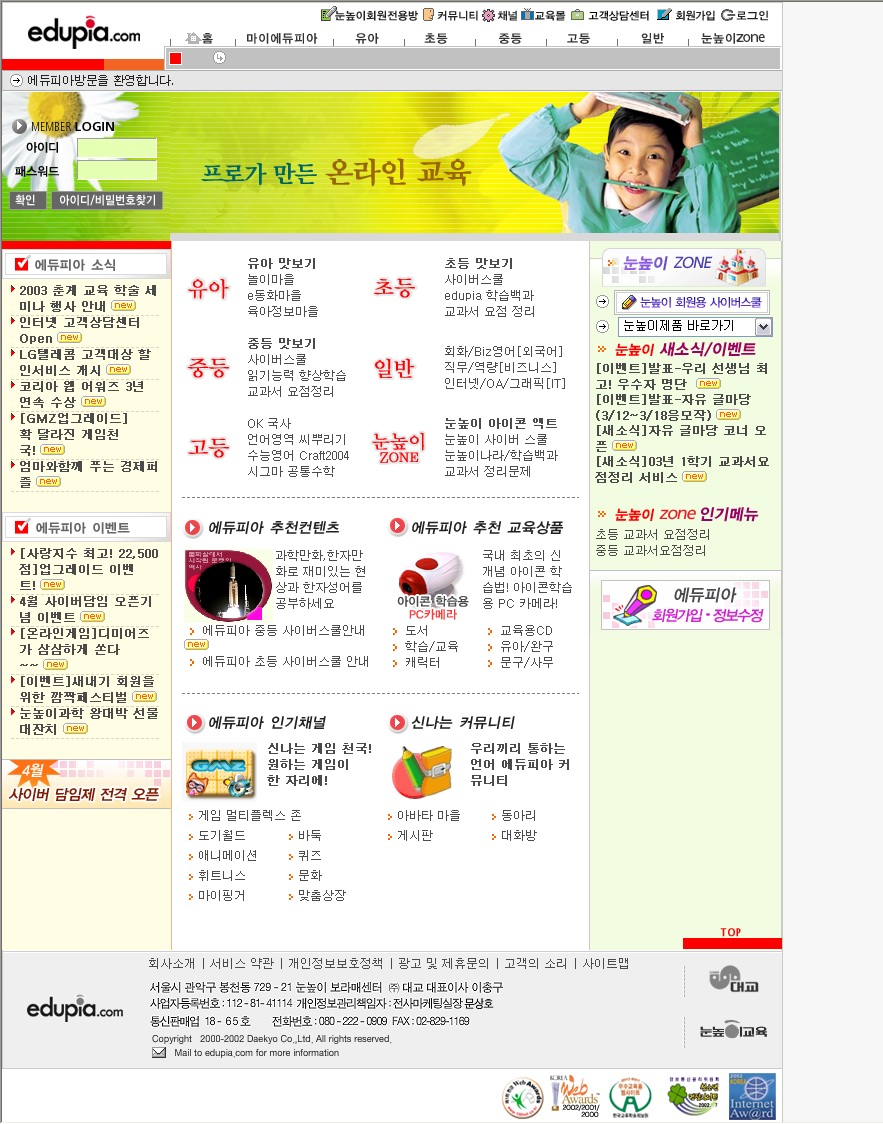 눈높이회원전용방 커뮤니티 채널 교육몰 고객상담센터 회원가입 로그인
edupia.com
홈 마이에듀피아 유아 초등 중등 고등 일반 눈높이zone
에듀피아방문을 환영합니다.
MEMBER LOGIN
아이디
패스워드
확인 아이디/비밀번호찾기
프로가 만든 온라인 교육
에듀피아 소식
2003 춘계 교육 학술 세
미나 행사 안내 new
인터넷 고객상담센터
Open new
LG텔레콤 고객대상 할
인서비스 개시 new
코리아 웹 어워즈 3년
연속 수상 new
[GMZ업그레이드]
확 달라진 게임천
국! new
엄마와함께 푸는 경제퍼
즐 new
에듀피아 이벤트
[사랑지수 최고! 22,500
점]업그레이드 이벤
트! new
4월 사이버담임 오픈기
념 이벤트 new
[온라인게임]디미어즈
가 삼삼하게 쏜다
~~ new
[이벤트]새내기 회원을
위한 깜짝페스티벌 new
눈높이과학 왕대박 선물
대잔치 new
4월
사이버 담임제 전격 오픈
유아
유아 맛보기
놀이마을
e동화마을
육아정보마을
초등
초등 맛보기
사이버스쿨
edupia 학습백과
교과서 요점 정리
중등
중등 맛보기
사이버스쿨
읽기능력 향상학습
교과서 요점정리
일반
회화/Biz영어[외국어]
직무/역량[비즈니스]
인터넷/OA/그래픽[IT]
고등
OK 국사
언어영역 씨뿌리기
수능영어 Craft2004
시그마 공통수학
눈높이
ZONE
눈높이 아이콘 액트
눈높이 사이버 스쿨
눈높이나라/학습백과
교과서 정리문제
에듀피아 추천컨텐츠
과학만화,한자만
화로 재미있는 현
상과 한자성어를
공부하세요
에듀피아 중등 사이버스쿨안내
new
에듀피아 초등 사이버스쿨 안내
에듀피아 추천 교육상품
아이콘 학습용
PC카메라
국내 최초의 신
개념 아이콘 학
습법! 아이콘학습
용 PC 카메라!
도서 교육용CD
학습/교육 유아/완구
캐릭터 문구/사무
에듀피아 인기채널
GMZ
신나는 게임 천국!
원하는 게임이
한 자리에!
게임 멀티플렉스 존
도기월드 바둑
애니메이션 퀴즈
휘트니스 문화
마이핑거 맞춤상장
신나는 커뮤니티
우리끼리 통하는
언어 에듀피아 커
뮤니티
아바타 마을 동아리
게시판 대화방
눈높이 ZONE
눈높이 회원용 사이버스쿨
눈높이제품 바로가기
눈높이 새소식/이벤트
[이벤트]발표-우리 선생님 최
고! 우수자 명단 new
[이벤트]발표-자유 글마당
(3/12~3/18응모작) new
[새소식]자유 글마당 코너 오
픈 new
[새소식]03년 1학기 교과서요
점정리 서비스 new
눈높이 zone 인기메뉴
초등 교과서 요점정리
중등 교과서요점정리
에듀피아
회원가입·정보수정
TOP
회사소개 | 서비스 약관 | 개인정보보호정책 | 광고 및 제휴문의 | 고객의 소리 | 사이트맵
edupia.com
서울시 관악구 봉천동 729 - 21 눈높이 보라매센터 ㈜ 대교 대표이사 이충구
사업자등록번호 : 112 - 81 - 41114 개인정보관리책임자 : 전사마케팅실장 문상호
통신판매업 18 - 65호 전화번호 : 080 - 222 - 0909 FAX : 02-829-1169
Copyright 2000-2002 Daekyo Co.,Ltd. All rights reserved.
Mail to edupia.com for more information
대교
눈높이교육
Web Awards
KOREA
Web
Awards
2002/2001/
2000
2002
KOREA
Internet
Aw@rd